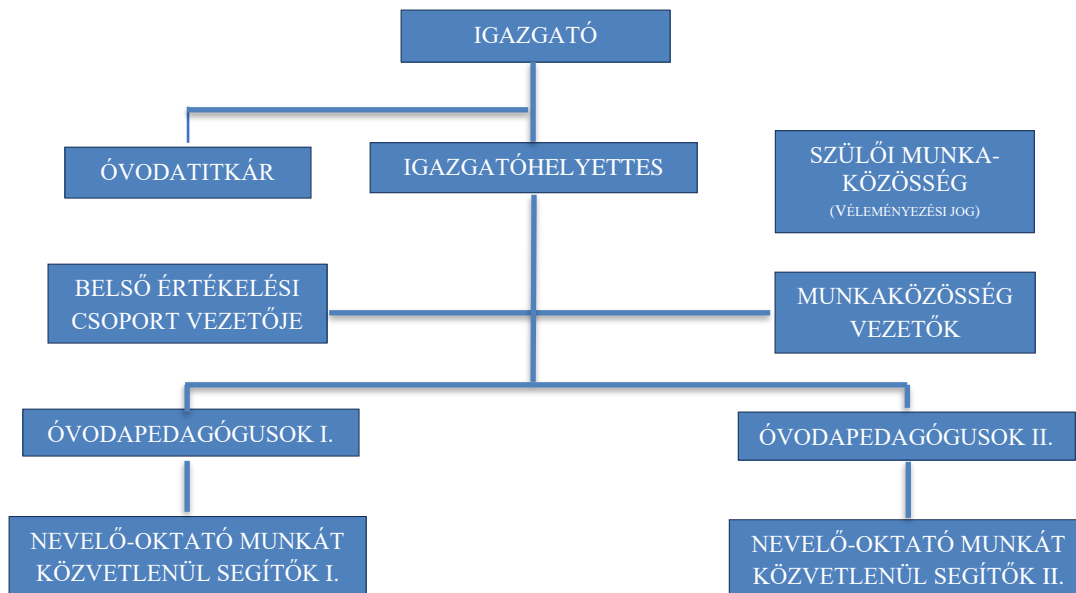 IGAZGATÓ
ÓVODATITKÁR
IGAZGATÓHELYETTES
SZÜLŐI MUNKA-
KÖZÖSSÉG
(VÉLEMÉNYEZÉSI JOG)
BELSŐ ÉRTÉKELÉSI
CSOPORT VEZETŐJE
MUNKAKÖZÖSSÉG
VEZETŐK
ÓVODAPEDAGÓGUSOK I.
ÓVODAPEDAGÓGUSOK II.
NEVELŐ-OKTATÓ MUNKÁT
KÖZVETLENÜL SEGÍTŐK I.
NEVELŐ-OKTATÓ MUNKÁT
KÖZVETLENÜL SEGÍTŐK II.